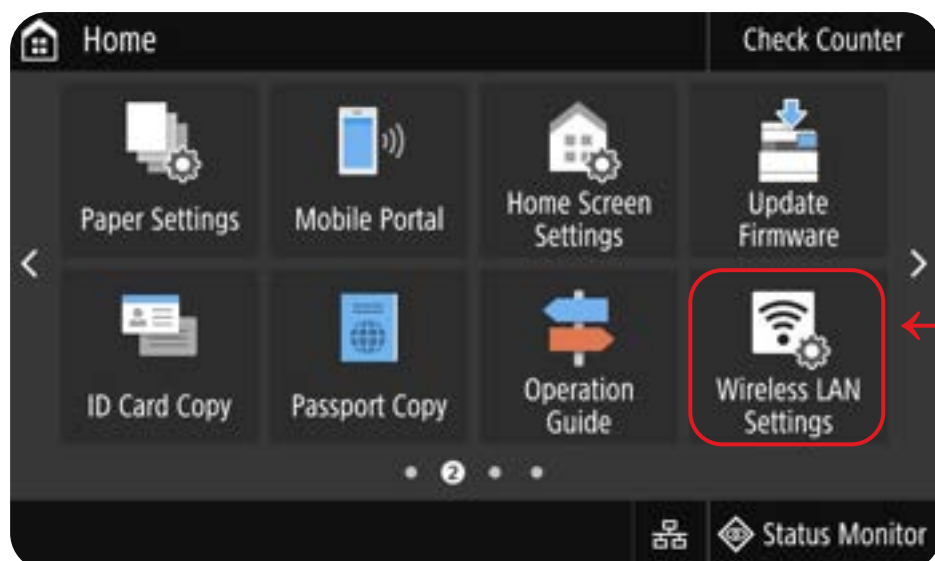 Home
Check Counter
Paper Settings
Mobile Portal
Home Screen
Settings
Update
Firmware
ID Card Copy
Passport Copy
Operation
Guide
Wireless LAN
Settings
2
Status Monitor